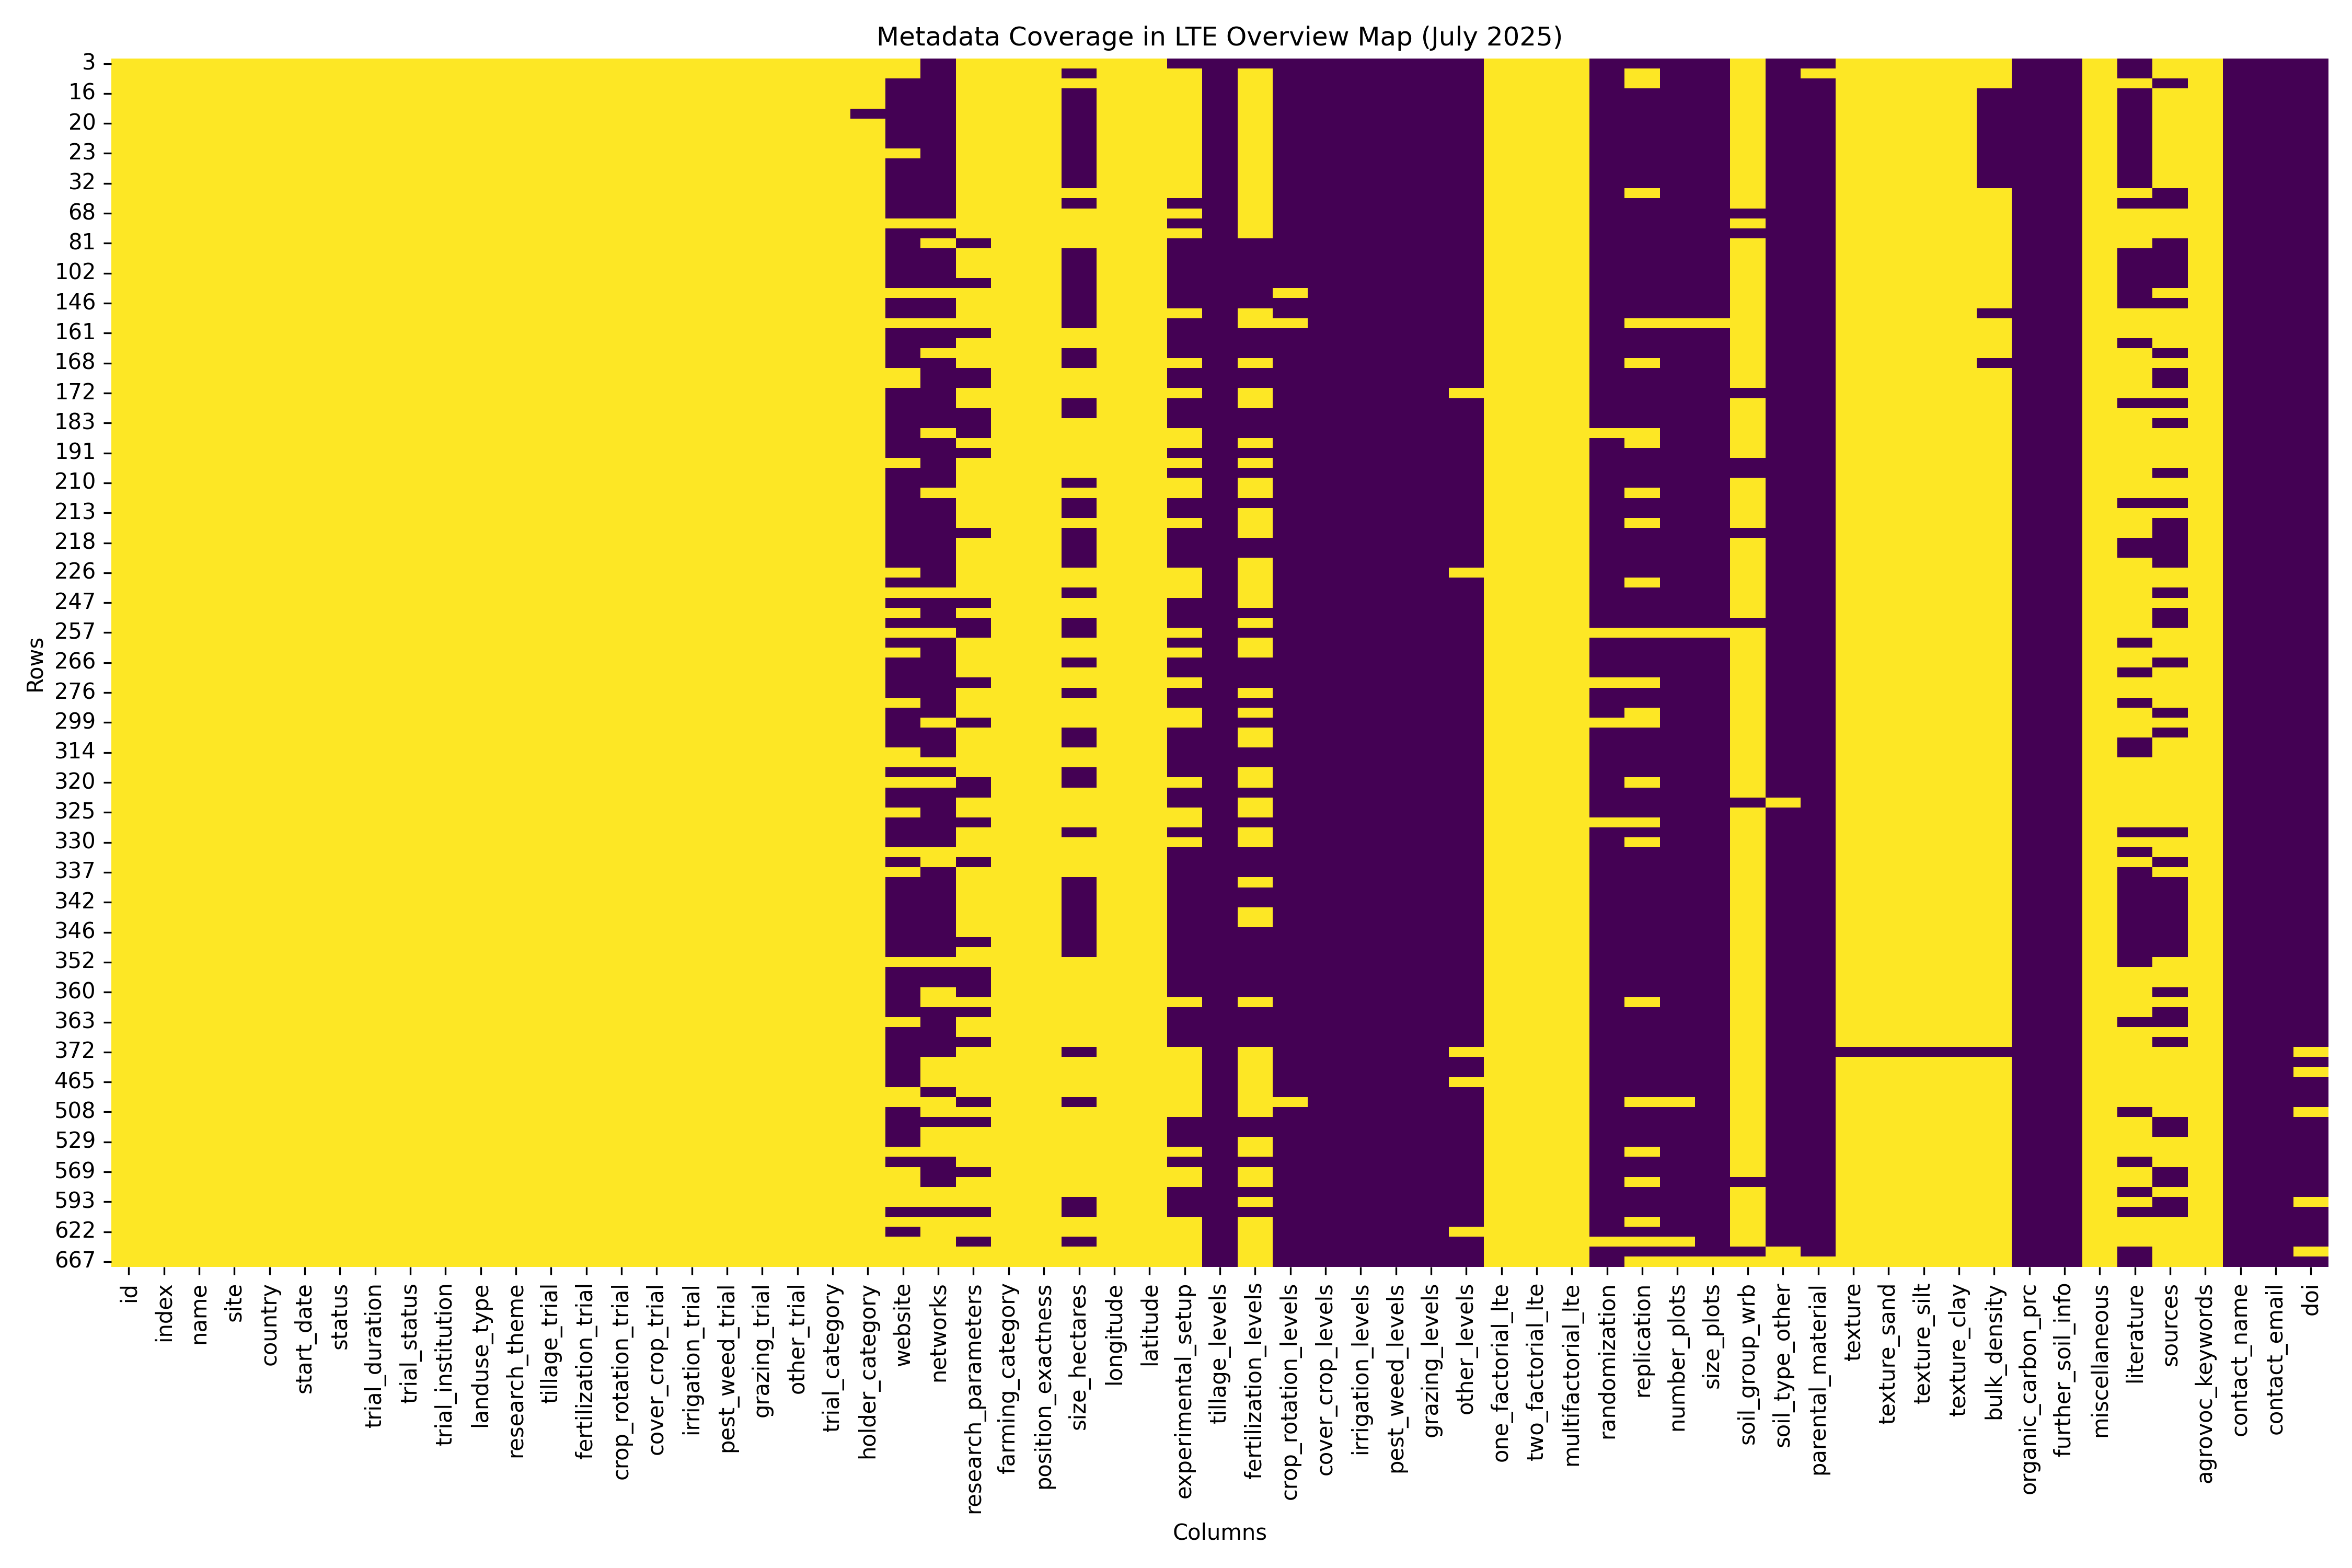 Metadata Coverage in LTE Overview Map (July 2025)
Rows
3
16
20
23
32
68
81
102
146
161
168
172
183
191
210
213
218
226
247
257
266
276
299
314
320
325
330
337
342
346
352
360
363
372
465
508
529
569
593
622
667
id
index
name
site
country
start_date
status
trial_duration
trial_status
trial_institution
landuse_type
research_theme
tillage_trial
fertilization_trial
crop_rotation_trial
cover_crop_trial
irrigation_trial
pest_weed_trial
grazing_trial
other_trial
trial_category
holder_category
website
networks
research_parameters
farming_category
position_exactness
size_hectares
longitude
latitude
experimental_setup
tillage_levels
fertilization_levels
crop_rotation_levels
cover_crop_levels
irrigation_levels
pest_weed_levels
grazing_levels
other_levels
one_factorial_lte
two_factorial_lte
multifactorial_lte
randomization
replication
number_plots
size_plots
soil_group_wrb
soil_type_other
parental_material
texture
texture_sand
texture_silt
texture_clay
bulk_density
organic_carbon_prc
further_soil_info
miscellaneous
literature
sources
agrovoc_keywords
contact_name
contact_email
doi
Columns